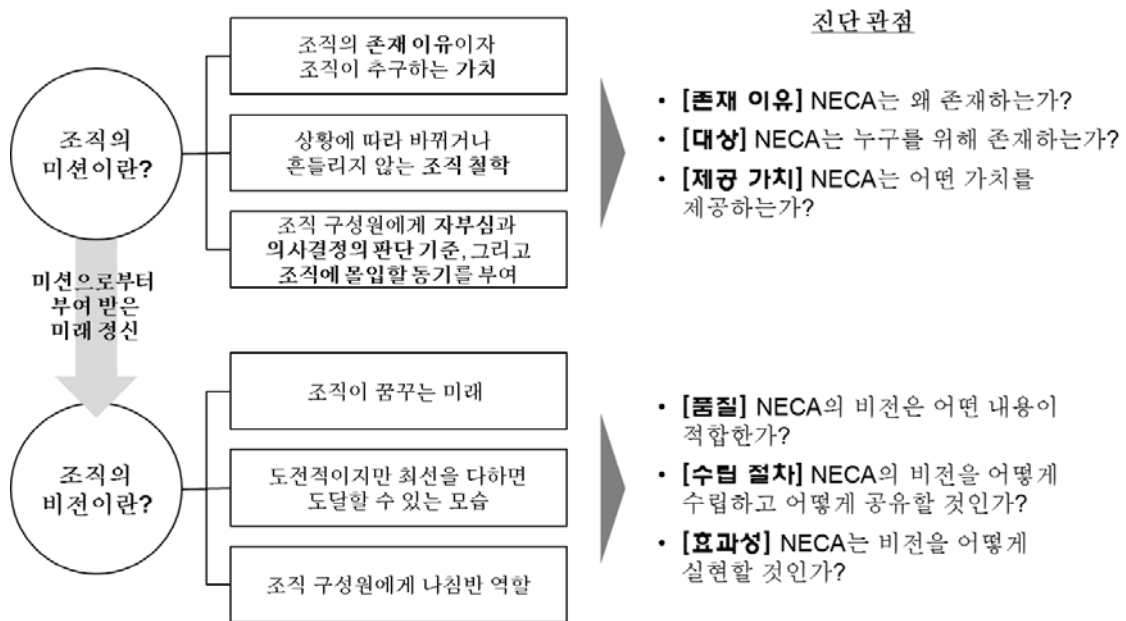 진단 관점
조직의
미션이란?
조직의 존재 이유이자
조직이 추구하는 가치
상황에 따라 바뀌거나
흔들리지 않는 조직 철학
조직 구성원에게 자부심과
의사결정의 판단 기준, 그리고
조직에 몰입할 동기를 부여
• [존재 이유] NECA는 왜 존재하는가?
• [대상] NECA는 누구를 위해 존재하는가?
• [제공 가치] NECA는 어떤 가치를
제공하는가?
미션으로부터
부여 받은
미래 정신
조직의
비전이란?
조직이 꿈꾸는 미래
도전적이지만 최선을 다하면
도달할 수 있는 모습
조직 구성원에게 나침반 역할
• [품질] NECA의 비전은 어떤 내용이
적합한가?
• [수립 절차] NECA의 비전을 어떻게
수립하고 어떻게 공유할 것인가?
• [효과성] NECA는 비전을 어떻게
실현할 것인가?